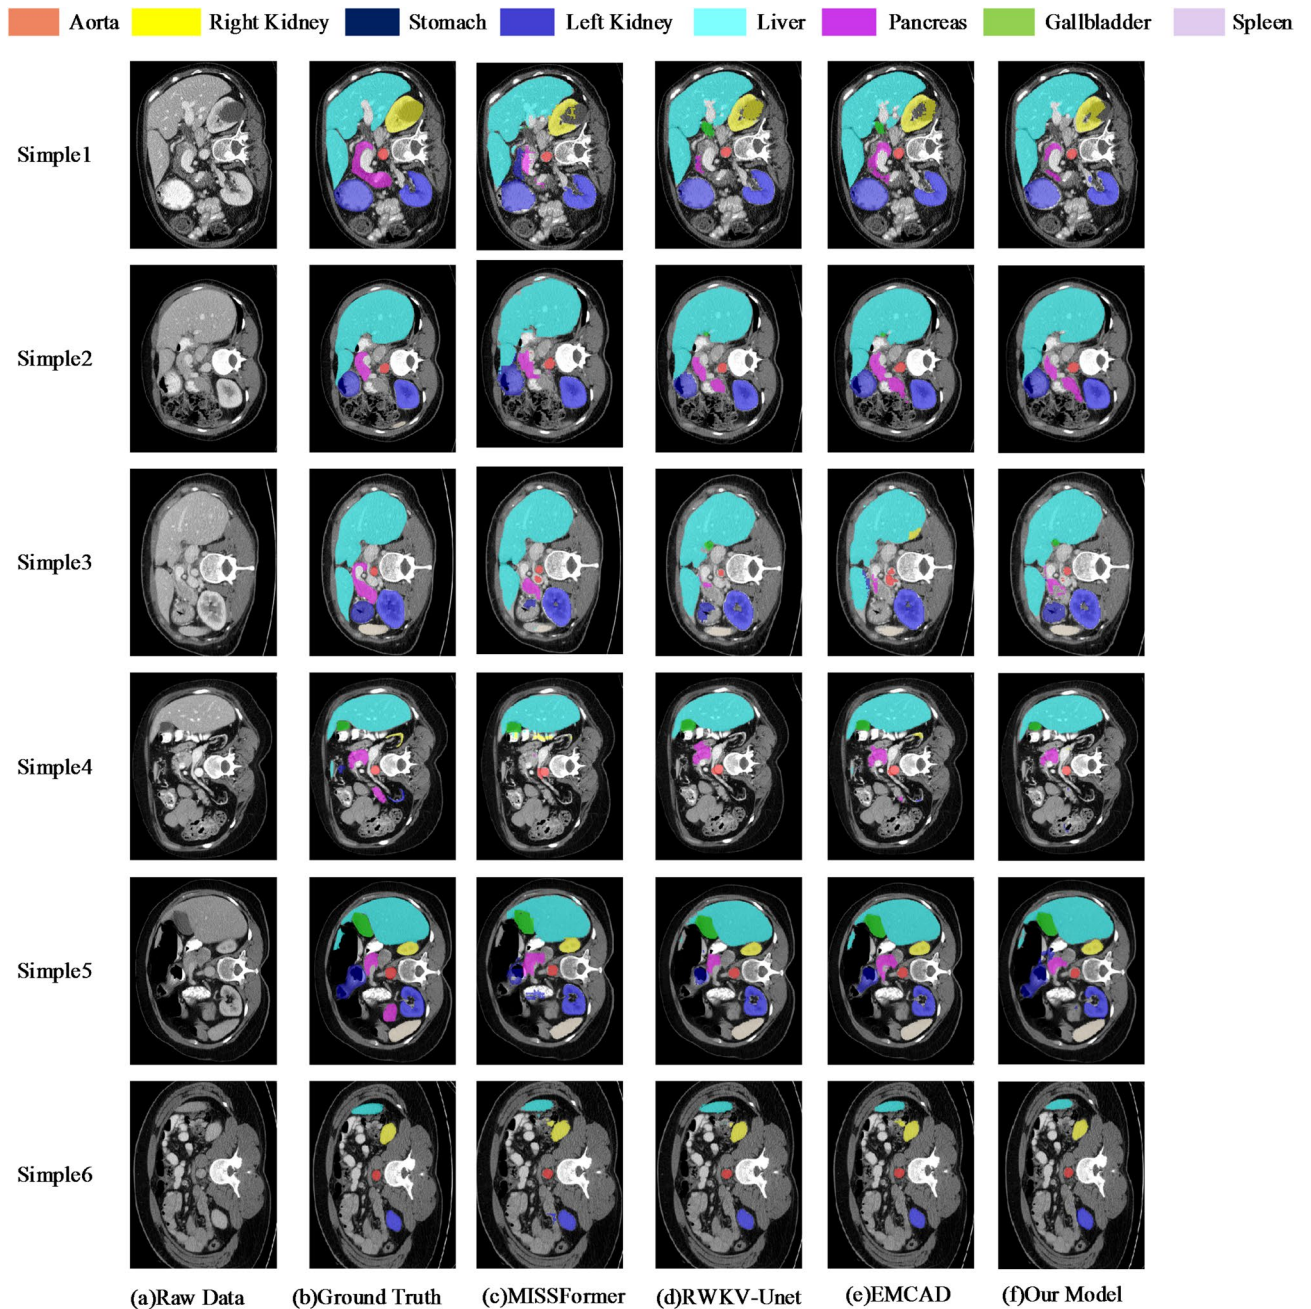 Aorta Right Kidney Stomach Left Kidney Liver Pancreas Gallbladder Spleen
Simple1
Simple2
Simple3
Simple4
Simple5
Simple6
(a)Raw Data (b)Ground Truth (c)MISSFormer (d)RWKV-Unet (e)EMCAD (f)Our Model